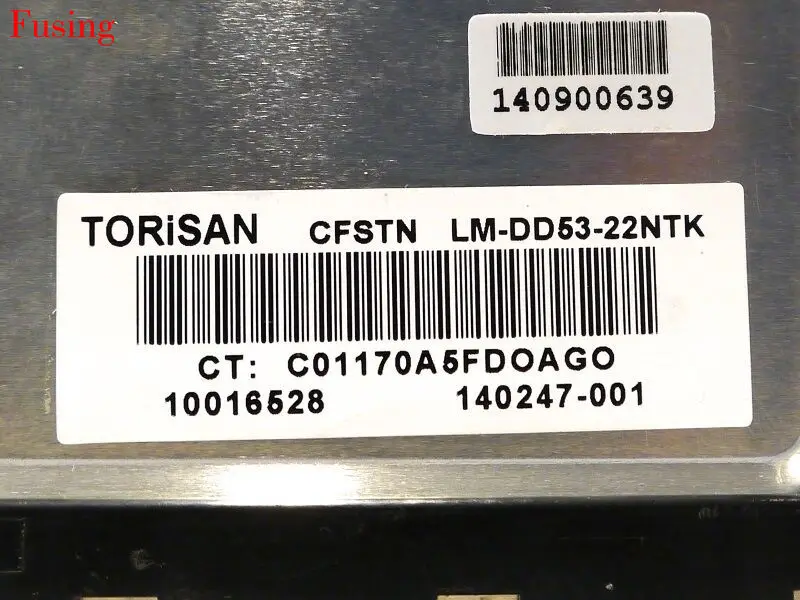 Fusing
140900639
TORiSAN CFSTN LM-DD53-22NTK
CT: C01170A5FDOAGO
10016528 140247-001